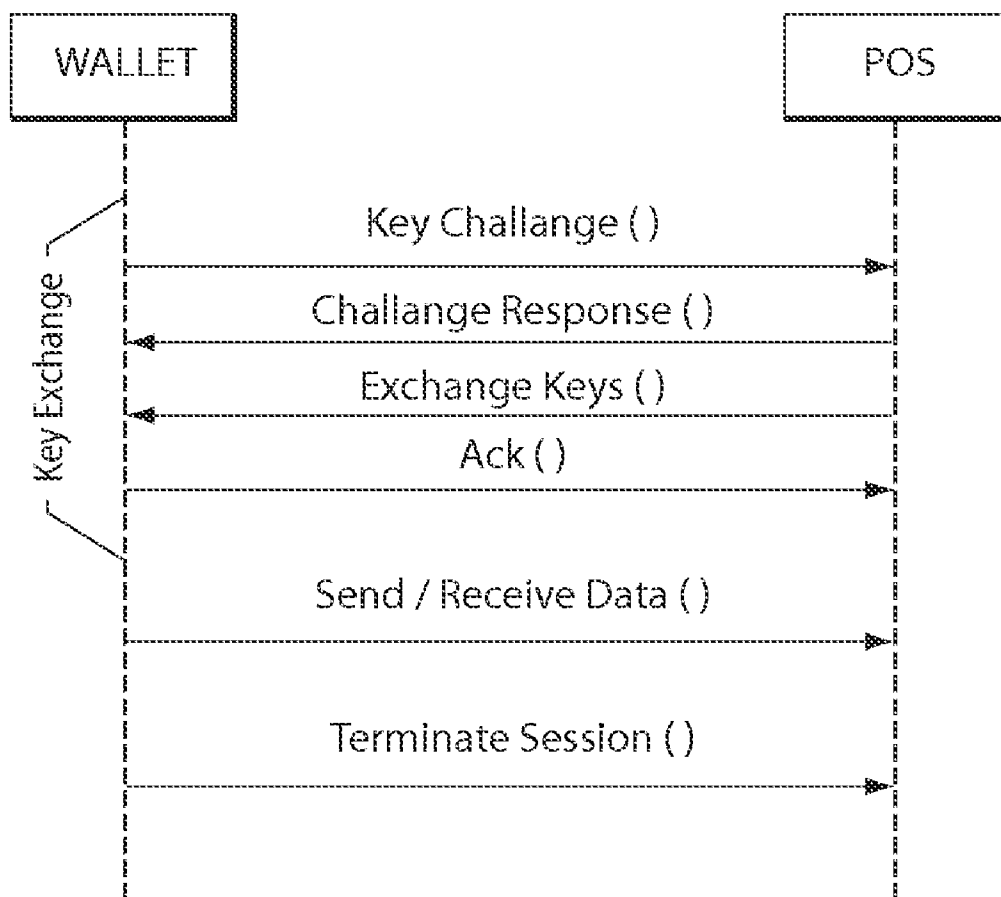 WALLET
POS
Key Challange ( )
Challange Response ( )
Exchange Keys ( )
Ack ( )
Key Exchange
Send / Receive Data ( )
Terminate Session ( )